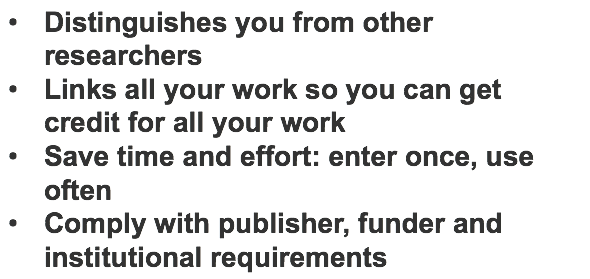 • Distinguishes you from other
researchers
• Links all your work so you can get
credit for all your work
• Save time and effort: enter once, use
often
• Comply with publisher, funder and
institutional requirements